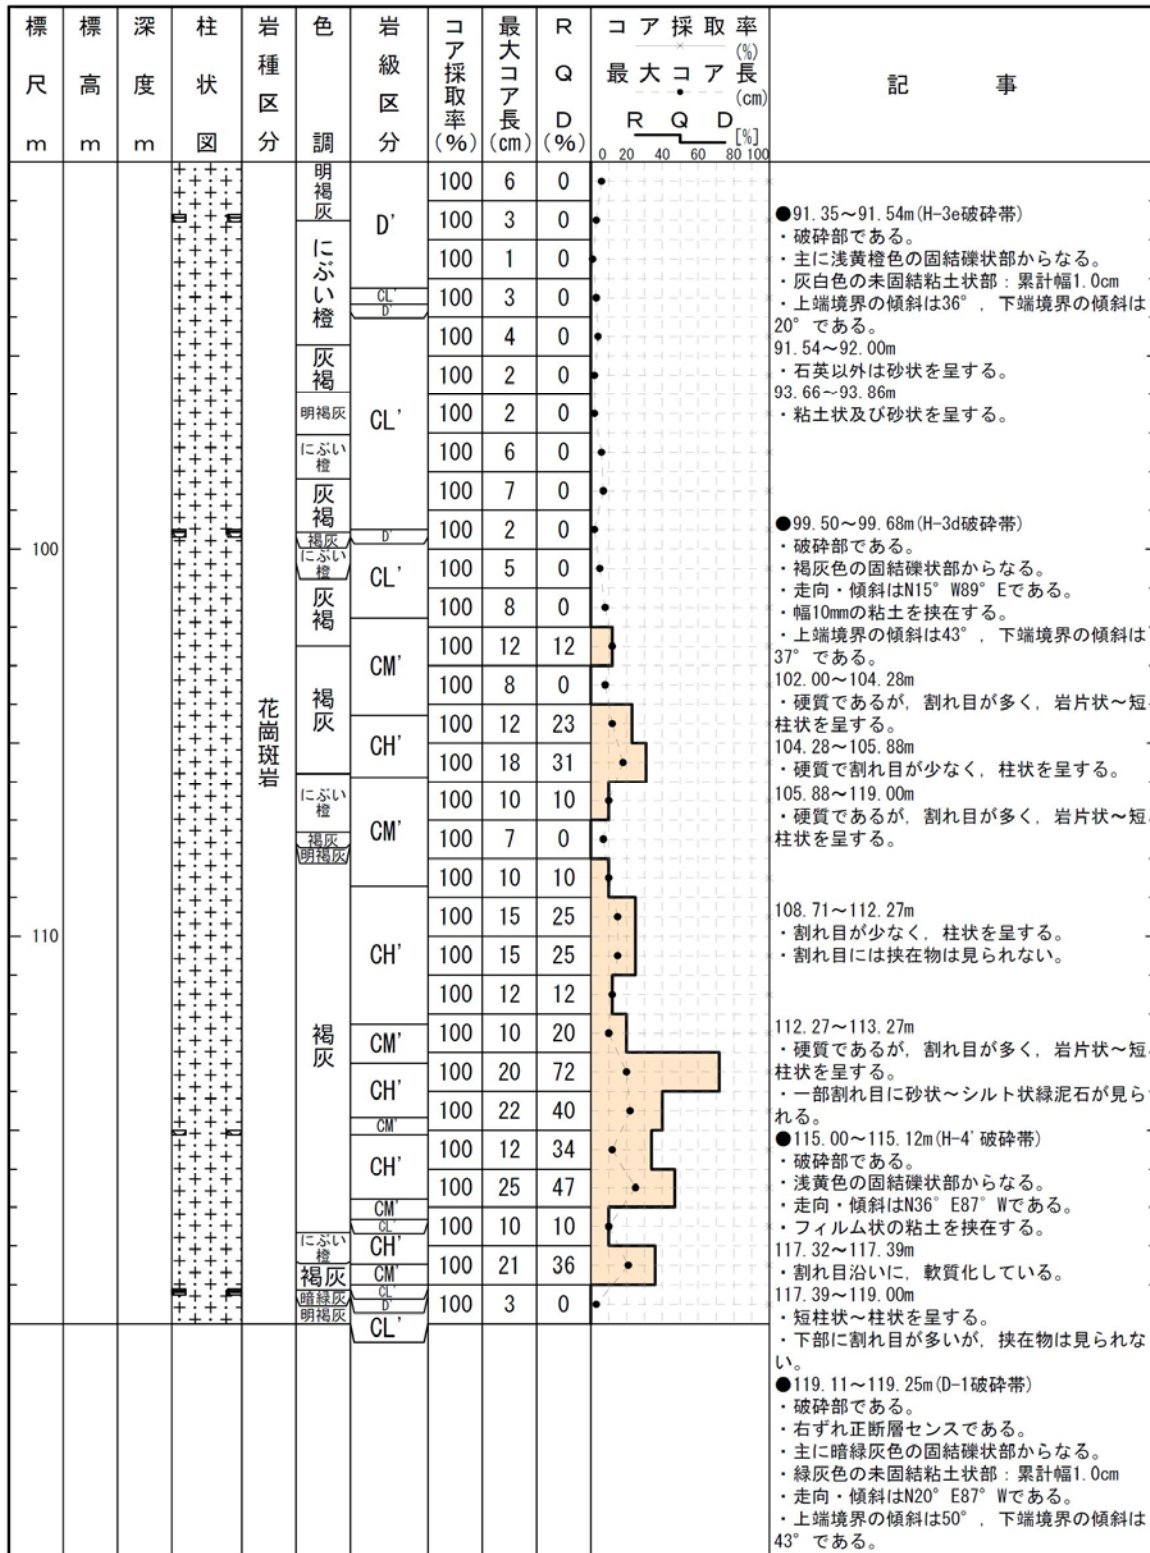 標尺m
標高m
深度m
柱状図
岩種区分
色調
岩級区分
コア採取率(%)
最大コア長(cm)
RQD(%)
コア採取率(%)
最大コア長(cm)
RQD[%]
0 20 40 60 80 100
記事
100
110
花崗斑岩
明褐灰
にぶい橙
灰褐
明褐灰
にぶい橙
灰褐
褐灰
にぶい橙
灰褐
褐灰
にぶい橙
褐灰
明褐灰
褐灰
にぶい橙
褐灰
暗緑灰
明褐灰
D'
CL'
D'
CL'
D'
CL'
CM'
CH'
CM'
CH'
CM'
CH'
CM'
CH'
CM'
CL'
CH'
CM'
CL'
D'
CL'
100 6 0
100 3 0
100 1 0
100 3 0
100 4 0
100 2 0
100 2 0
100 6 0
100 7 0
100 2 0
100 5 0
100 8 0
100 12 12
100 8 0
100 12 23
100 18 31
100 10 10
100 7 0
100 10 10
100 15 25
100 15 25
100 12 12
100 10 20
100 20 72
100 22 40
100 12 34
100 25 47
100 10 10
100 21 36
100 3 0
●91.35～91.54m(H-3e破砕帯)
・破砕部である。
・主に浅黄橙色の固結礫状部からなる。
・灰白色の未固結粘土状部：累計幅1.0cm
・上端境界の傾斜は36°，下端境界の傾斜は
20°である。
91.54～92.00m
・石英以外は砂状を呈する。
93.66～93.86m
・粘土状及び砂状を呈する。
●99.50～99.68m(H-3d破砕帯)
・破砕部である。
・褐灰色の固結礫状部からなる。
・走向・傾斜はN15°W89°Eである。
・幅10mmの粘土を挟在する。
・上端境界の傾斜は43°，下端境界の傾斜は
37°である。
102.00～104.28m
・硬質であるが，割れ目が多く，岩片状～短
柱状を呈する。
104.28～105.88m
・硬質で割れ目が少なく，柱状を呈する。
105.88～119.00m
・硬質であるが，割れ目が多く，岩片状～短
柱状を呈する。
108.71～112.27m
・割れ目が少なく，柱状を呈する。
・割れ目には挟在物は見られない。
112.27～113.27m
・硬質であるが，割れ目が多く，岩片状～短
柱状を呈する。
・一部割れ目に砂状～シルト状緑泥石が見ら
れる。
●115.00～115.12m(H-4'破砕帯)
・破砕部である。
・浅黄色の固結礫状部からなる。
・走向・傾斜はN36°E87°Wである。
・フィルム状の粘土を挟在する。
117.32～117.39m
・割れ目沿いに，軟質化している。
117.39～119.00m
・短柱状～柱状を呈する。
・下部に割れ目が多いが，挟在物は見られな
い。
●119.11～119.25m(D-1破砕帯)
・破砕部である。
・右ずれ正断層センスである。
・主に暗緑灰色の固結礫状部からなる。
・緑灰色の未固結粘土状部：累計幅1.0cm
・走向・傾斜はN20°E87°Wである。
・上端境界の傾斜は50°，下端境界の傾斜は
43°である。